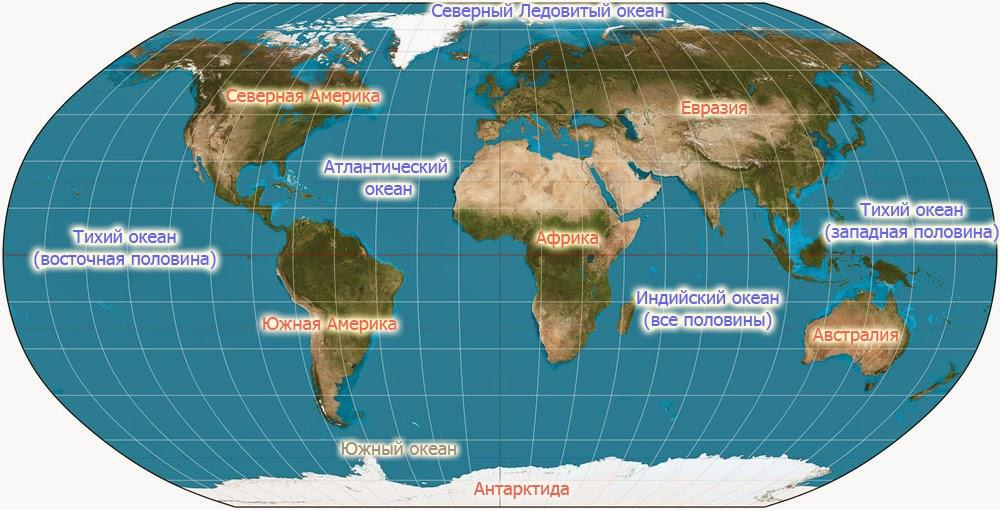 Северный Ледовитый океан
Северная Америка
Евразия
Атлантический
океан
Тихий океан
(западная половина)
Тихий океан
(восточная половина)
Африка
Индийский океан
(все половины)
Южная Америка
Австралия
Южный океан
Антарктида